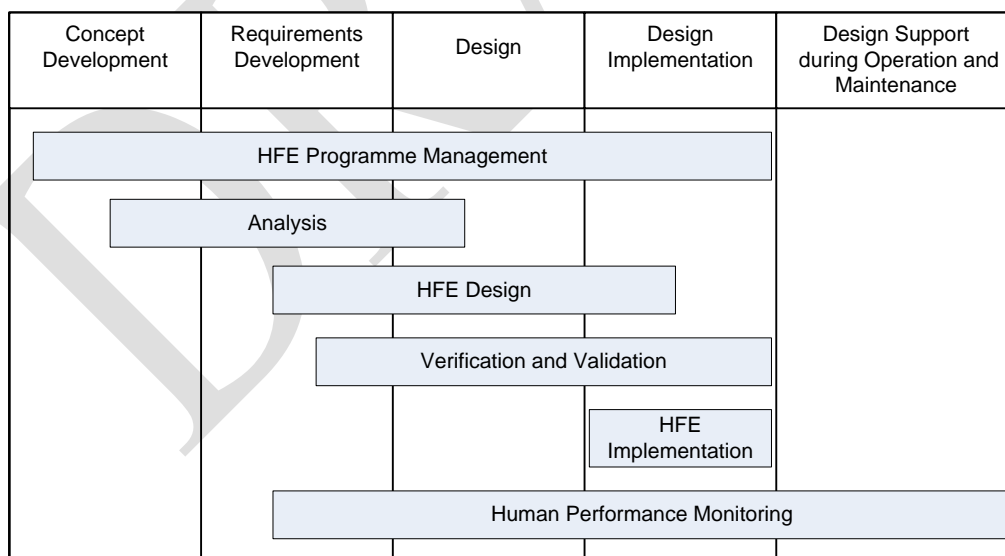 Concept
Development
Requirements
Development
Design
Design
Implementation
Design Support
during Operation and
Maintenance
HFE Programme Management
Analysis
HFE Design
Verification and Validation
HFE
Implementation
Human Performance Monitoring